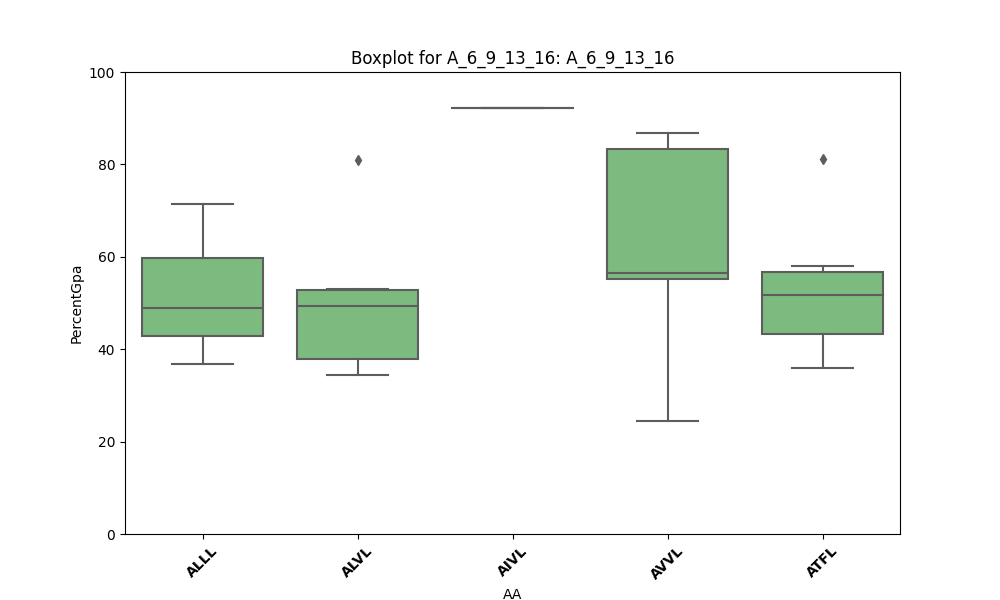 Boxplot for A_6_9_13_16: A_6_9_13_16
100
80
60
40
20
0
PercentGpa
ALLL
ALVL
AIVL
AVVL
ATFL
AA